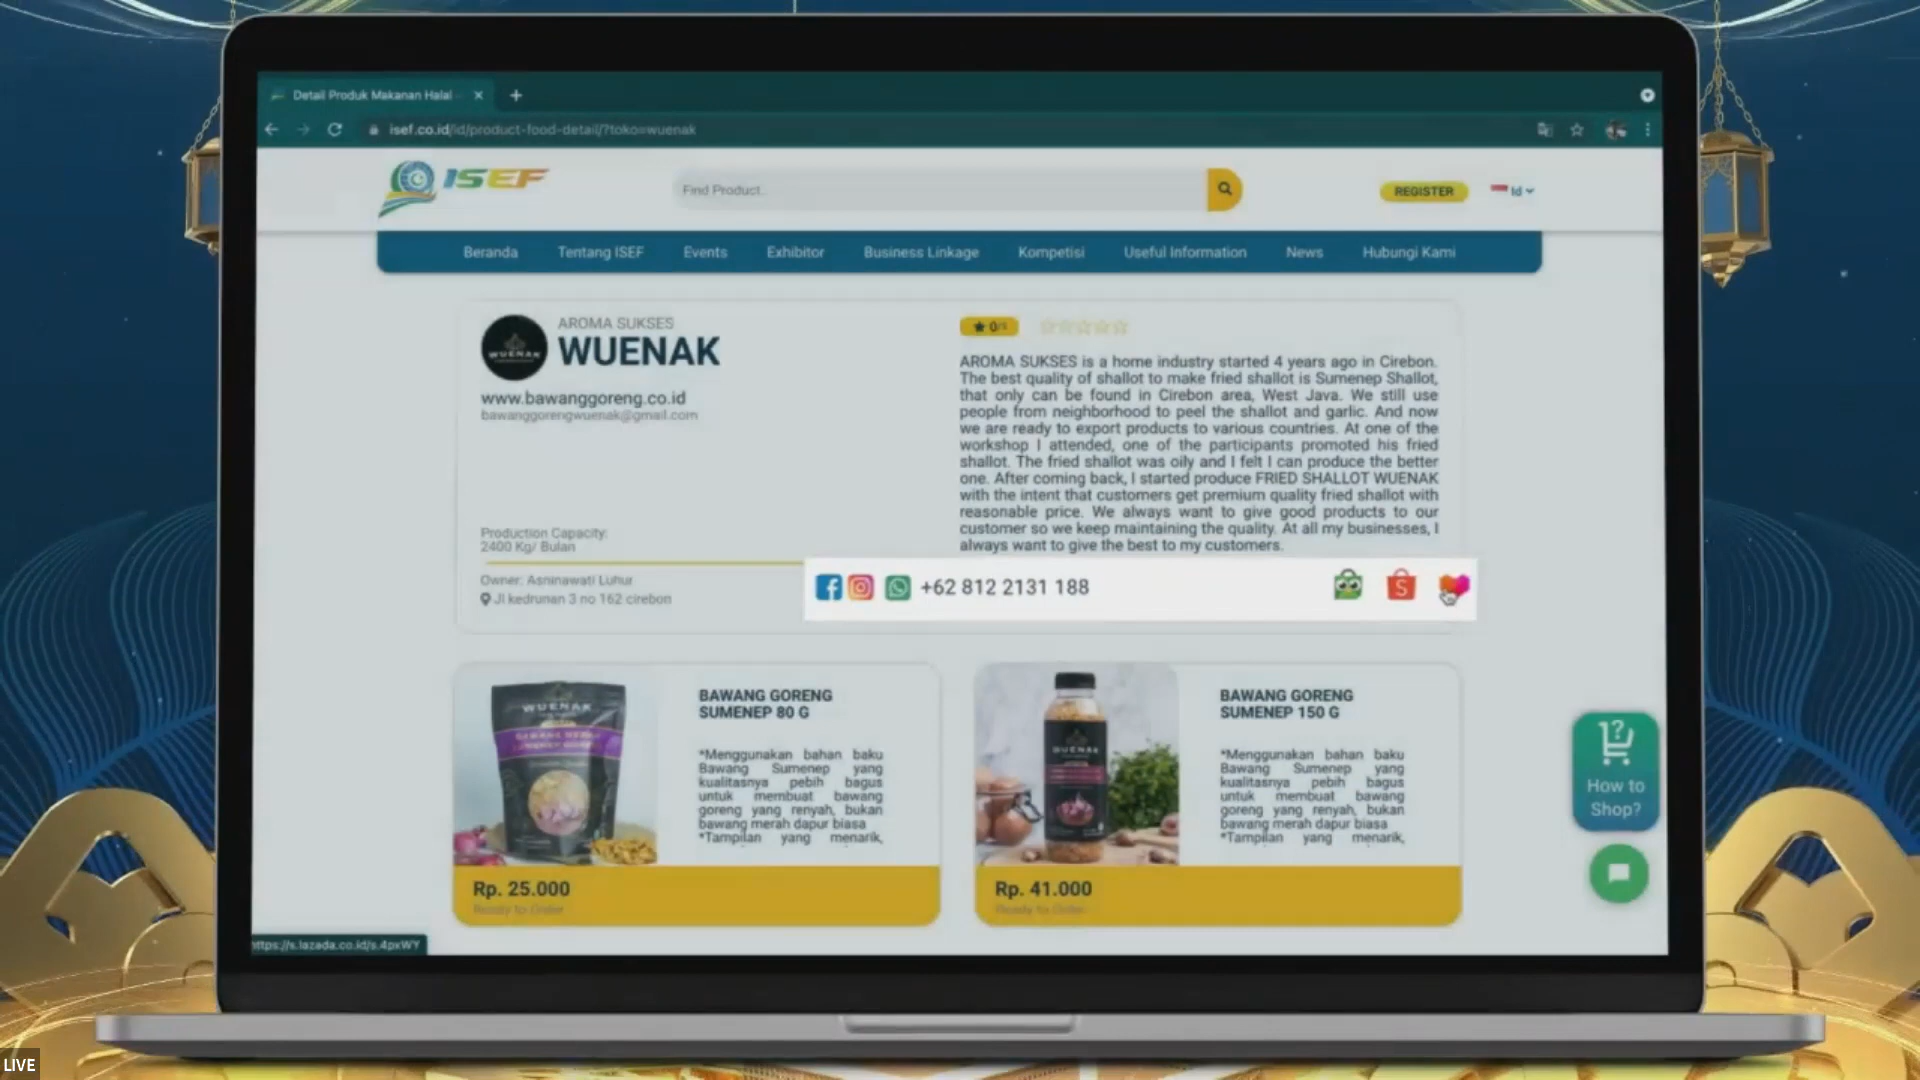 Detail Produk Makanan Halal
isef.co.id/id/product-food-detail/?toko=wuenak
ISEF
Find Product..
REGISTER
Id
Beranda
Tentang ISEF
Events
Exhibitor
Business Linkage
Kompetisi
Useful Information
News
Hubungi Kami
WUENAK
AROMA SUKSES
WUENAK
www.bawanggoreng.co.id
bawanggorengwuenak@gmail.com
Production Capacity:
2400 Kg/ Bulan
Owner: Asninawati Luhur
Jl kedrunan 3 no 162 cirebon
0/5
AROMA SUKSES is a home industry started 4 years ago in Cirebon.
The best quality of shallot to make fried shallot is Sumenep Shallot,
that only can be found in Cirebon area, West Java. We still use
people from neighborhood to peel the shallot and garlic. And now
we are ready to export products to various countries. At one of the
workshop I attended, one of the participants promoted his fried
shallot. The fried shallot was oily and I felt I can produce the better
one. After coming back, I started produce FRIED SHALLOT WUENAK
with the intent that customers get premium quality fried shallot with
reasonable price. We always want to give good products to our
customer so we keep maintaining the quality. At all my businesses, I
always want to give the best to my customers.
+62 812 2131 188
WUENAK
BAWANG GORENG
SUMENEP 80 G
*Menggunakan bahan baku
Bawang Sumenep yang
kualitasnya pebih bagus
untuk membuat bawang
goreng yang renyah, bukan
bawang merah dapur biasa
*Tampilan yang menarik,
Rp. 25.000
Ready to Order
WUENAK
BAWANG GORENG
SUMENEP 150 G
*Menggunakan bahan baku
Bawang Sumenep yang
kualitasnya pebih bagus
untuk membuat bawang
goreng yang renyah, bukan
bawang merah dapur biasa
*Tampilan yang menarik,
Rp. 41.000
Ready to Order
How to
Shop?
https://s.lazada.co.id/s.4pxWY
LIVE